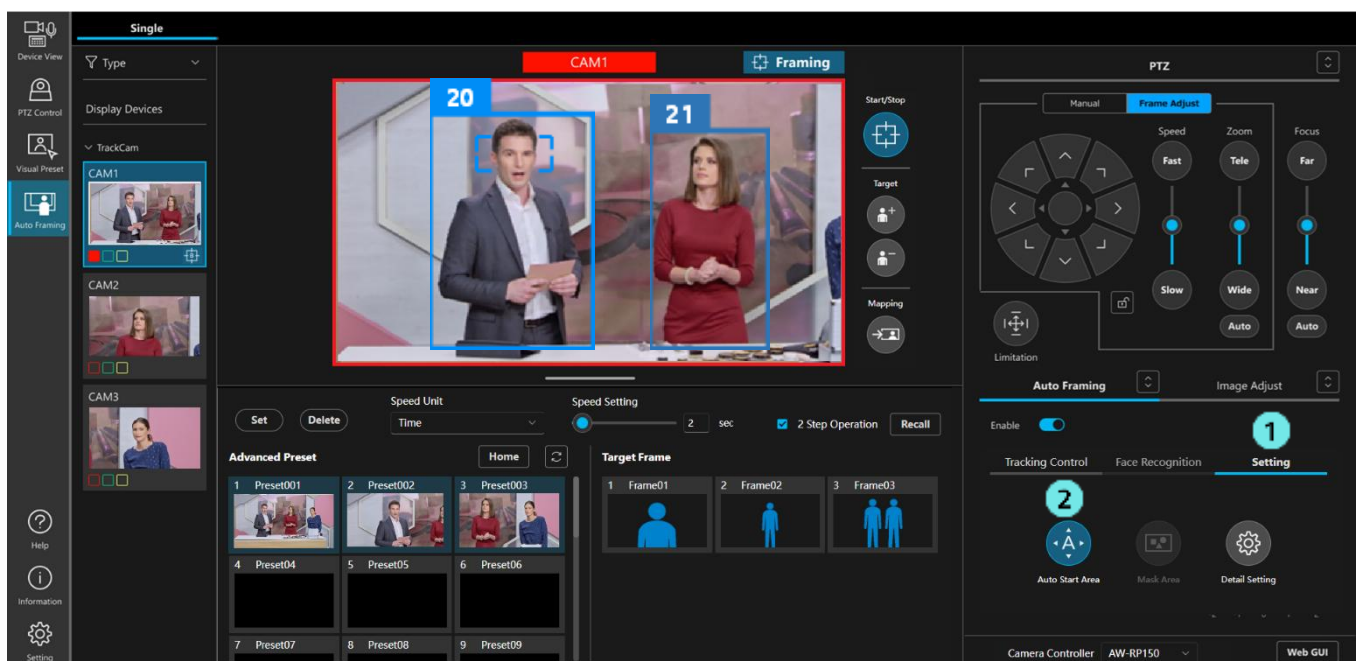 Single
Device View
PTZ Control
Visual Preset
Auto Framing
Help
Information
Setting
Type
Display Devices
TrackCam
CAM1
CAM2
CAM3
CAM1
Framing
20
21
Start/Stop
Target
Mapping
Set
Delete
Speed Unit
Time
Speed Setting
2 sec
2 Step Operation
Recall
Advanced Preset
Home
1 Preset001
2 Preset002
3 Preset003
4 Preset04
5 Preset05
6 Preset06
7 Preset07
8 Preset08
9 Preset09
Target Frame
1 Frame01
2 Frame02
3 Frame03
PTZ
Manual
Frame Adjust
Speed
Zoom
Focus
Fast
Tele
Far
Slow
Wide
Near
Auto
Auto
Limitation
Auto Framing
Image Adjust
Enable
1
Tracking Control
Face Recognition
Setting
2
A
Auto Start Area
Mask Area
Detail Setting
Camera Controller
AW-RP150
Web GUI